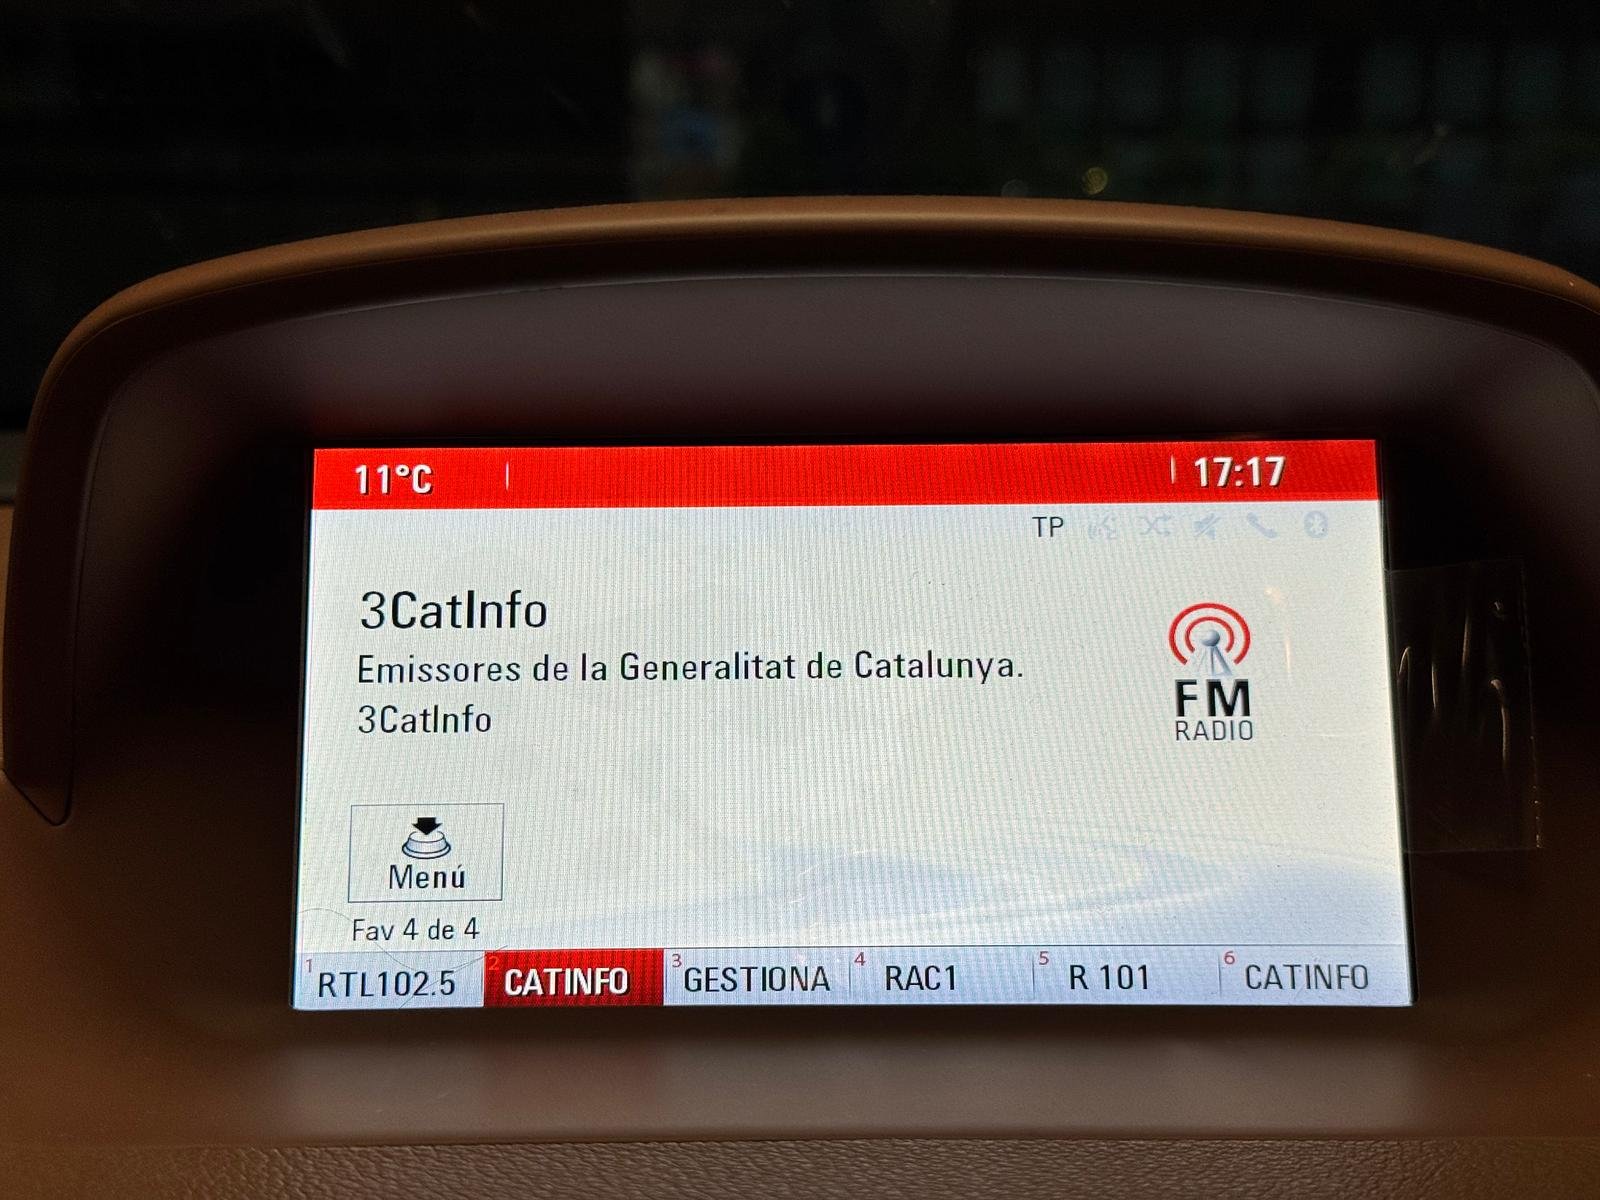 11°C 17:17
TP
3CatInfo
Emissores de la Generalitat de Catalunya.
3CatInfo
FM
RADIO
Menú
Fav 4 de 4
1 RTL102.5 2 CATINFO 3 GESTIONA 4 RAC1 5 R 101 6 CATINFO